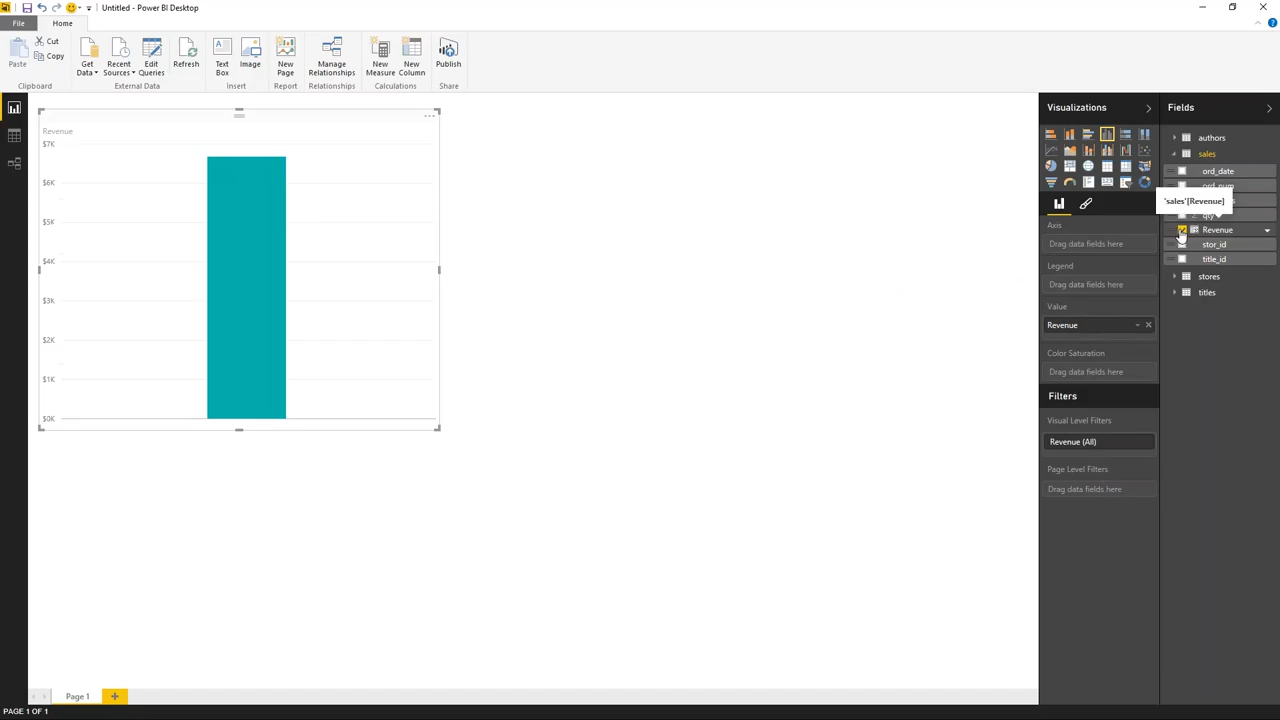 Untitled - Power BI Desktop
File
Home
Paste
Cut
Copy
Get Data
Recent Sources
Edit Queries
Refresh
Text Box
Image
New Page
Manage Relationships
New Measure
New Column
Publish
Clipboard
External Data
Insert
Report
Relationships
Calculations
Share
Revenue
$7K
$6K
$5K
$4K
$3K
$2K
$1K
$0K
Visualizations
Axis
Drag data fields here
Legend
Drag data fields here
Value
Revenue
Color Saturation
Drag data fields here
Filters
Visual Level Filters
Revenue (All)
Page Level Filters
Drag data fields here
Fields
authors
sales
ord_date
ord_num
'sales'[Revenue]
qty
Revenue
stor_id
title_id
stores
titles
Page 1
PAGE 1 OF 1